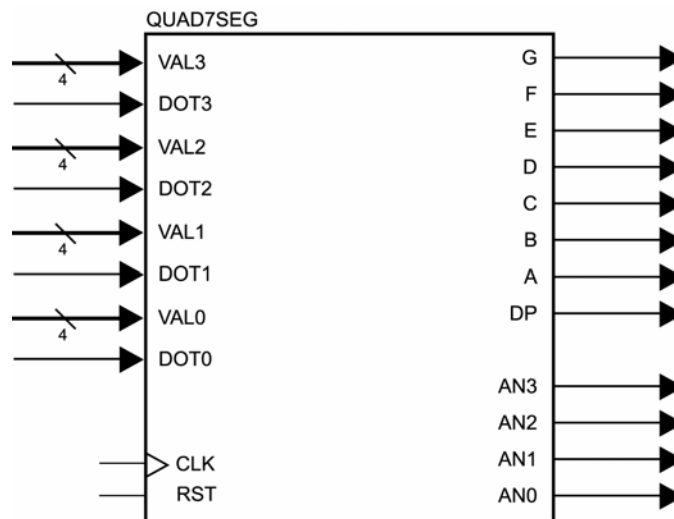 QUAD7SEG
VAL3
4
DOT3
VAL2
4
DOT2
VAL1
4
DOT1
VAL0
4
DOT0
CLK
RST
G
F
E
D
C
B
A
DP
AN3
AN2
AN1
AN0